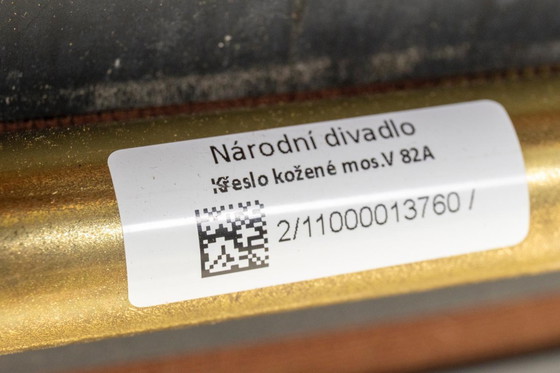 Národní divadlo
Křeslo kožené mos.V 82A
2/11000013760 /